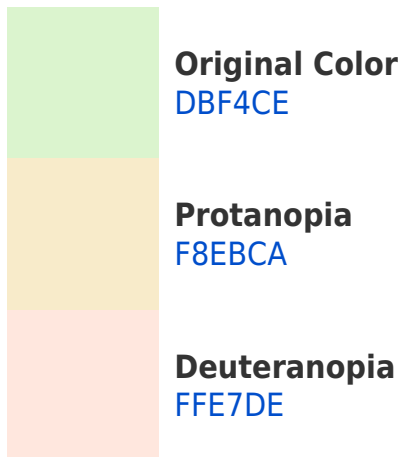 Original Color
DBF4CE
Protanopia
F8EBCA
Deuteranopia
FFE7DE